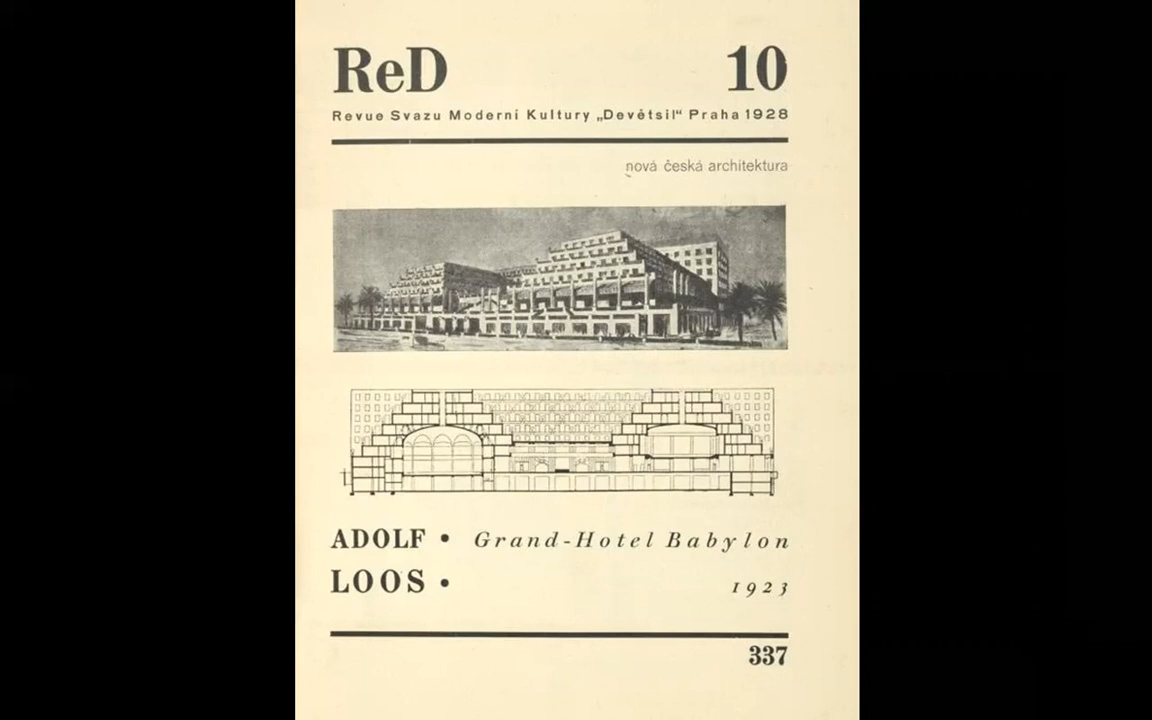 ReD 10
Revue Svazu Moderní Kultury „Devětsil“ Praha 1928
nová česká architektura
ADOLF • Grand-Hotel Babylon
LOOS • 1923
337